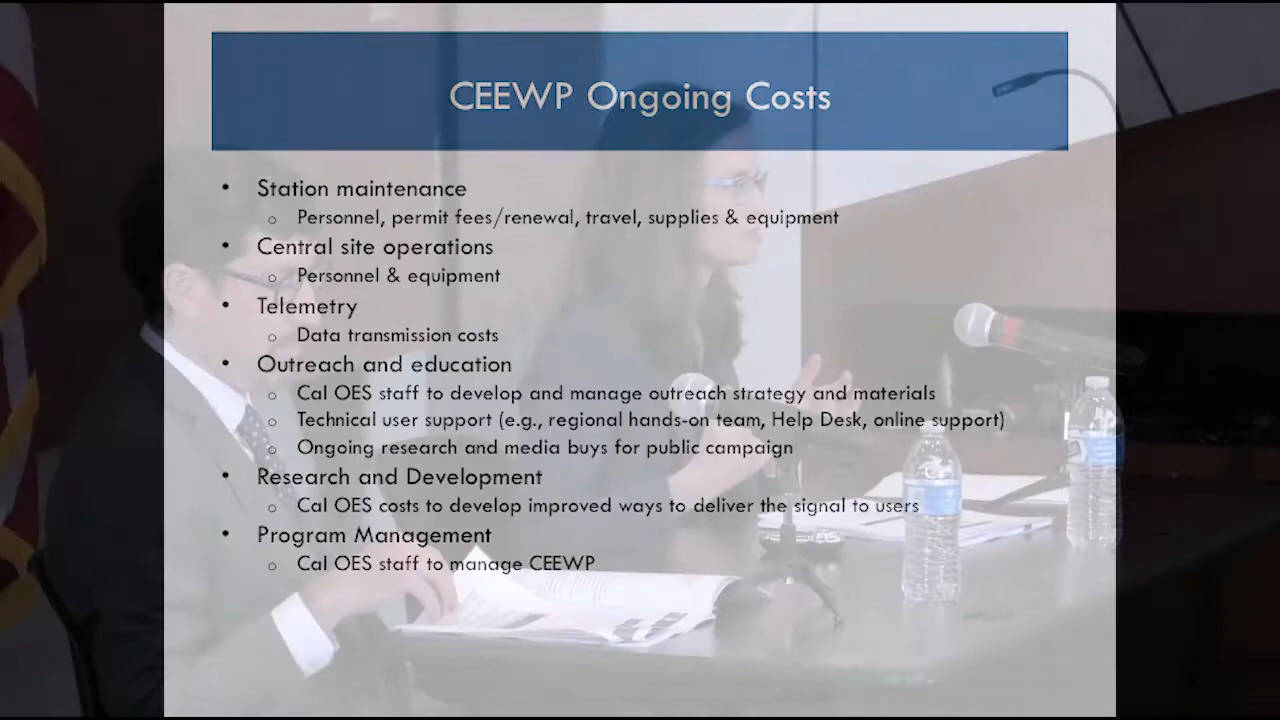 CEEWP Ongoing Costs
• Station maintenance
o Personnel, permit fees/renewal, travel, supplies & equipment
• Central site operations
o Personnel & equipment
• Telemetry
o Data transmission costs
• Outreach and education
o Cal OES staff to develop and manage outreach strategy and materials
o Technical user support (e.g., regional hands-on team, Help Desk, online support)
o Ongoing research and media buys for public campaign
• Research and Development
o Cal OES costs to develop improved ways to deliver the signal to users
• Program Management
o Cal OES staff to manage CEEWP